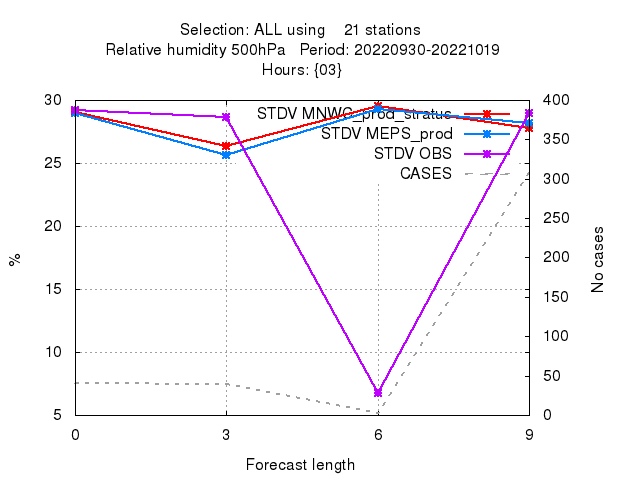 Selection: ALL using 21 stations
Relative humidity 500hPa Period: 20220930-20221019
Hours: {03}
STDV MNWC_prod_stratus
STDV MEPS_prod
STDV OBS
CASES
30
25
20
15
10
5
%
400
350
300
250
200
150
100
50
0
No cases
0 3 6 9
Forecast length